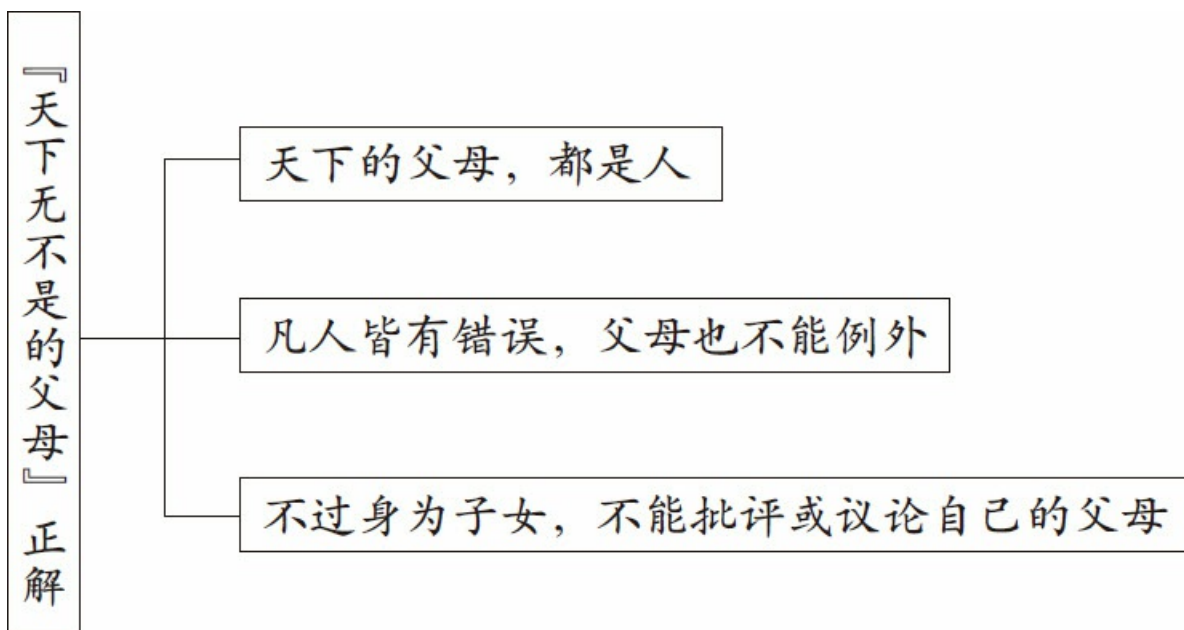 『天下无不是的父母』正解
天下的父母，都是人
凡人皆有错误，父母也不能例外
不过身为子女，不能批评或议论自己的父母